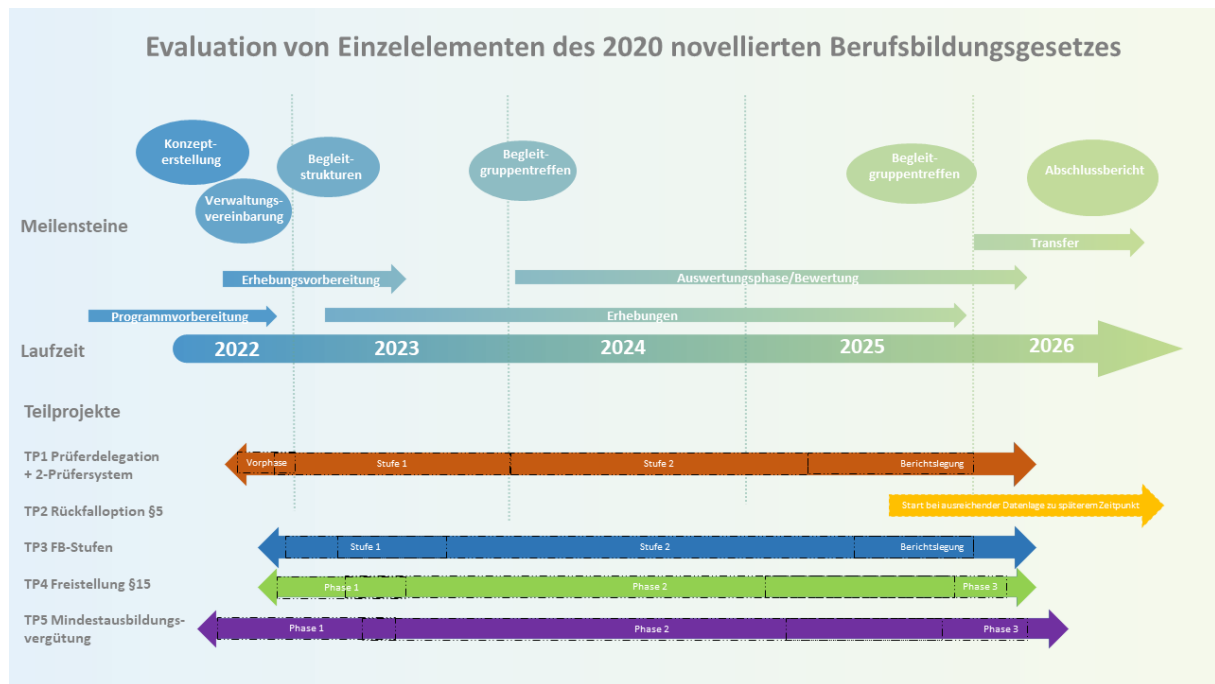 Evaluation von Einzelelementen des 2020 novellierten Berufsbildungsgesetzes
Konzept-
erstellung
Verwaltungs-
vereinbarung
Begleit-
strukturen
Begleit-
gruppentreffen
Begleit-
gruppentreffen
Abschlussbericht
Meilensteine
Transfer
Erhebungsvorbereitung
Auswertungsphase/Bewertung
Programmvorbereitung
Erhebungen
Laufzeit
2022
2023
2024
2025
2026
Teilprojekte
TP1 Prüferdelegation
+ 2-Prüfersystem
Vorphase
Stufe 1
Stufe 2
Berichtslegung
TP2 Rückfalloption §5
Start bei ausreichender Datenlage zu späterem Zeitpunkt
TP3 FB-Stufen
Stufe 1
Stufe 2
Berichtslegung
TP4 Freistellung §15
Phase 1
Phase 2
Phase 3
TP5 Mindestausbildungs-
vergütung
Phase 1
Phase 2
Phase 3